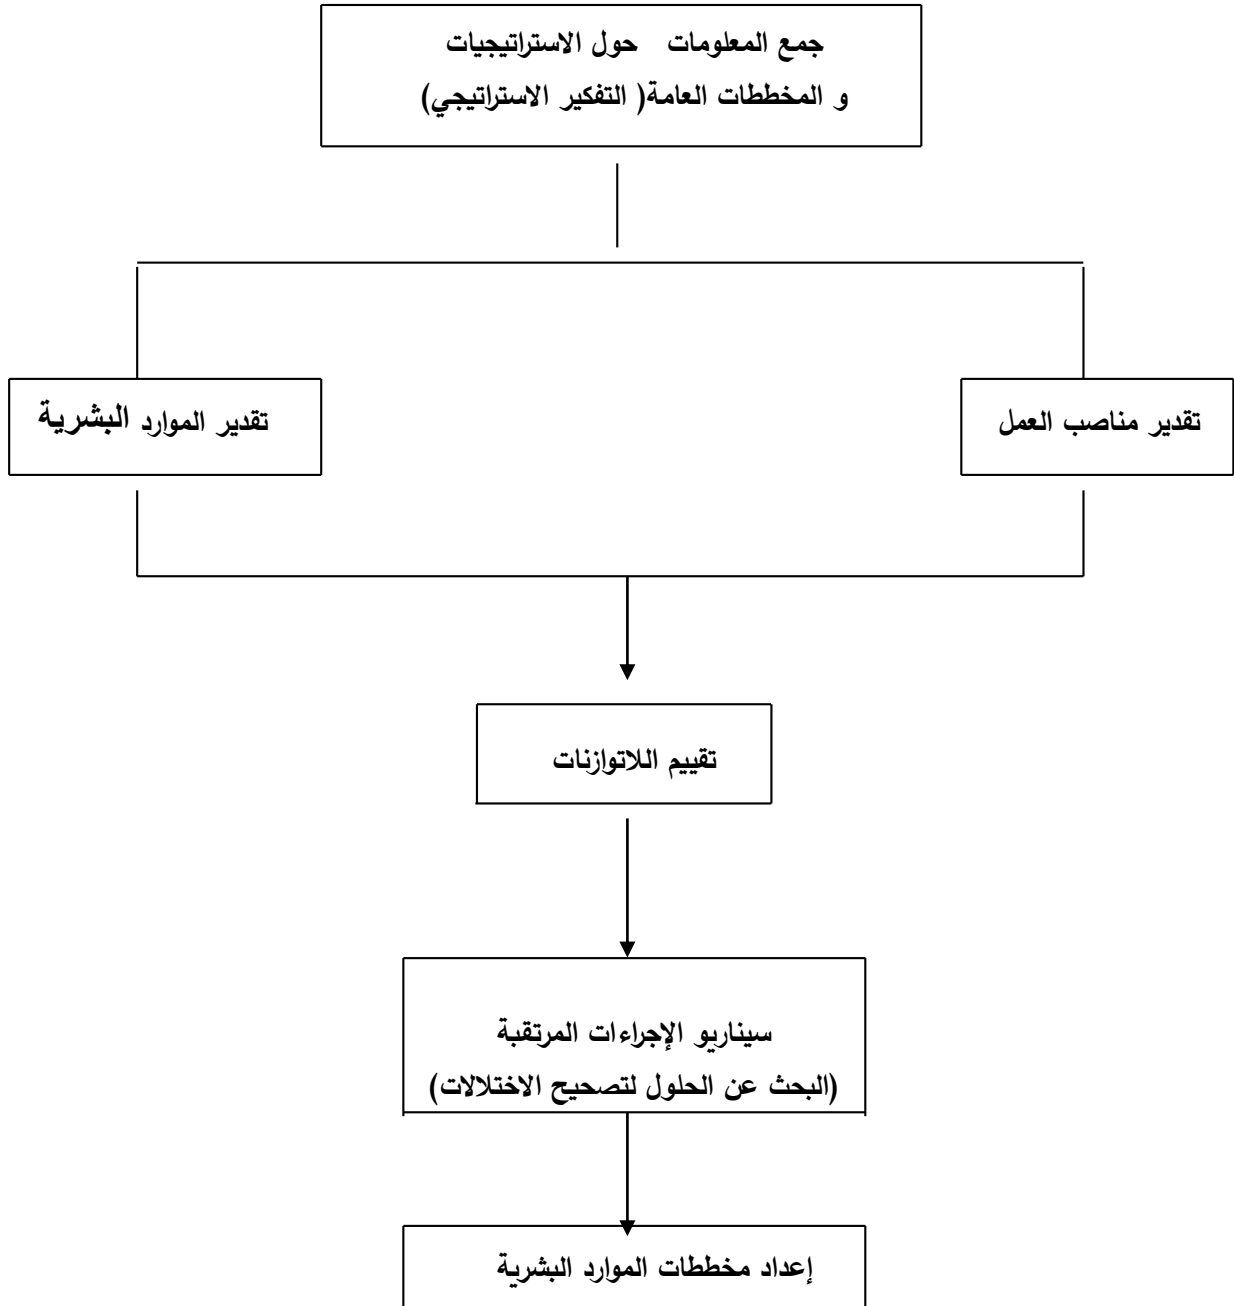 جمع المعلومات حول الاستراتيجيات
و المخططات العامة( التفكير الاستراتيجي)
تقدير مناصب العمل
تقدير الموارد البشرية
تقييم اللاتوازنات
سيناريو الإجراءات المرتقبة
(البحث عن الحلول لتصحيح الاختلالات)
إعداد مخططات الموارد البشرية